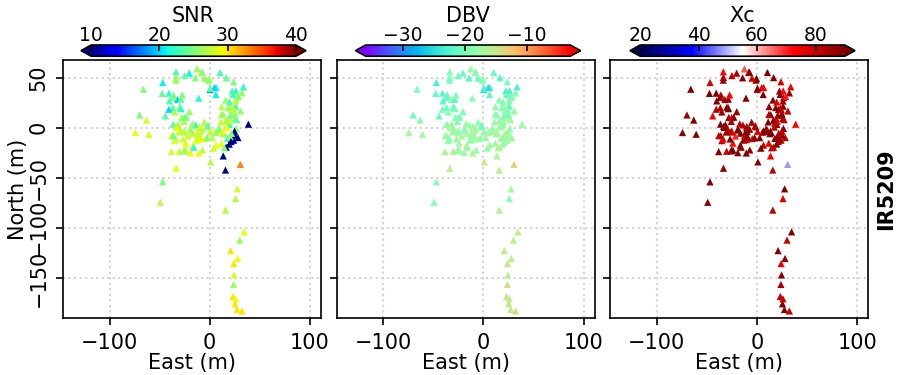 SNR DBV Xc
10 20 30 40 −30 −20 −10 20 40 60 80
50
0
−50
−100
−150
North (m)
IR5209
−100 0 100 −100 0 100 −100 0 100
East (m) East (m) East (m)